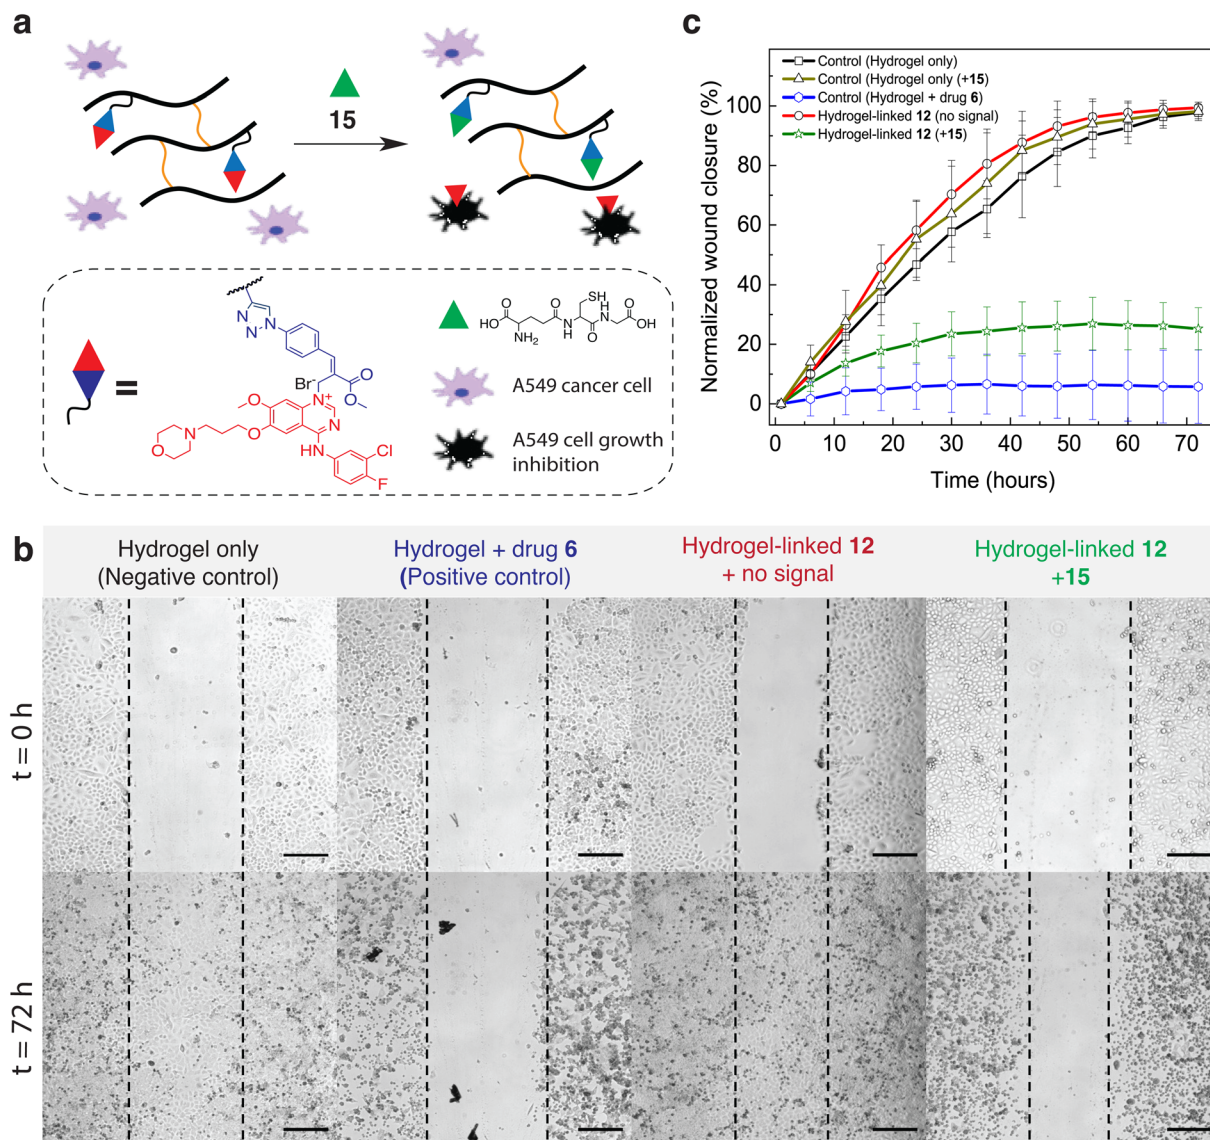 a
15
N
N
N
Br
-
O
O
O
N
+
N
O
N
O
HN
Cl
F
O
HO
NH₂
O
N
H
SH
H
N
O
O
OH
=
A549 cancer cell
A549 cell growth
inhibition
c
Control (Hydrogel only)
Control (Hydrogel only (+15)
Control (Hydrogel + drug 6)
Hydrogel-linked 12 (no signal)
Hydrogel-linked 12 (+15)
Normalized wound closure (%)
100
80
60
40
20
0
0 10 20 30 40 50 60 70
Time (hours)
b
Hydrogel only
(Negative control)
Hydrogel + drug 6
(Positive control)
Hydrogel-linked 12
+ no signal
Hydrogel-linked 12
+15
t = 0 h
t = 72 h